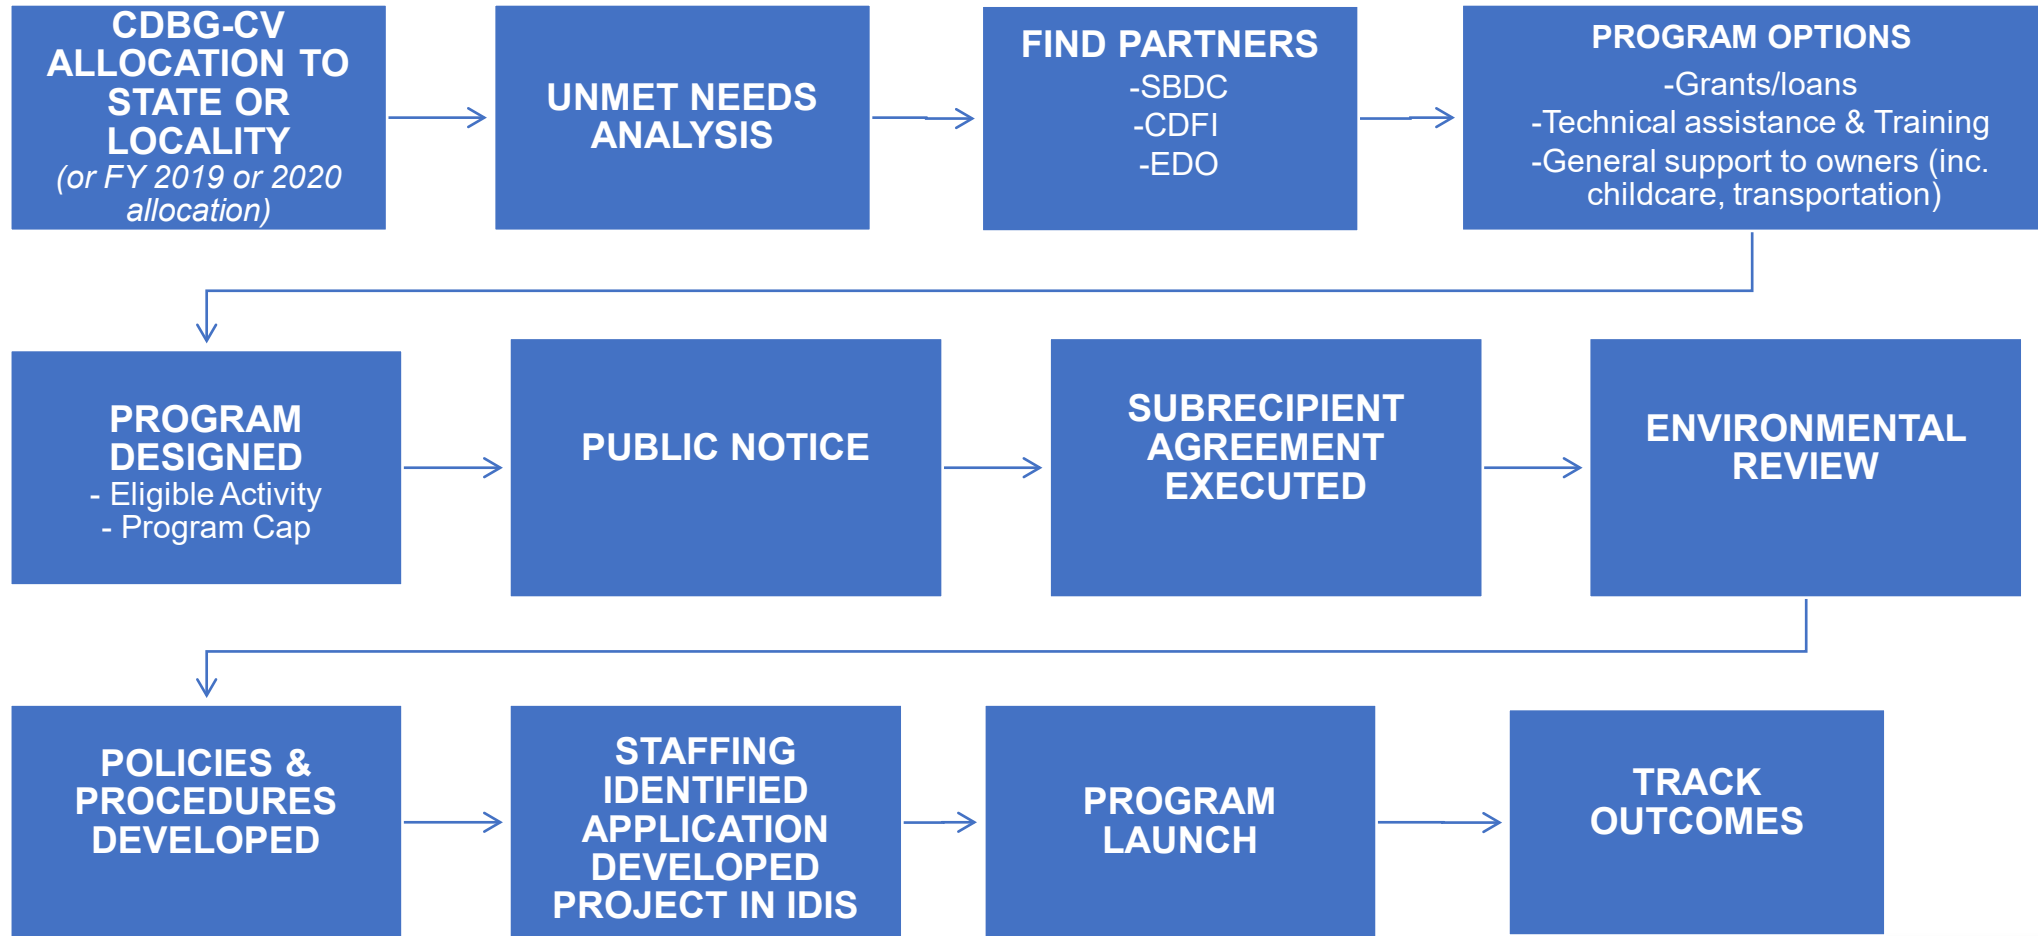 CDBG-CV
ALLOCATION TO
STATE OR
LOCALITY
(or FY 2019 or 2020
allocation)
UNMET NEEDS
ANALYSIS
FIND PARTNERS
-SBDC
-CDFI
-EDO
PROGRAM OPTIONS
-Grants/loans
-Technical assistance & Training
-General support to owners (inc.
childcare, transportation)
PROGRAM
DESIGNED
- Eligible Activity
- Program Cap
PUBLIC NOTICE
SUBRECIPIENT
AGREEMENT
EXECUTED
ENVIRONMENTAL
REVIEW
POLICIES &
PROCEDURES
DEVELOPED
STAFFING
IDENTIFIED
APPLICATION
DEVELOPED
PROJECT IN IDIS
PROGRAM
LAUNCH
TRACK
OUTCOMES